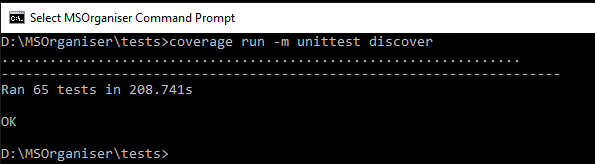 Select MSOrganiser Command Prompt
D:\MSOrganiser\tests>coverage run -m unittest discover
.................................................................
----------------------------------------------------------------------
Ran 65 tests in 208.741s
OK
D:\MSOrganiser\tests>